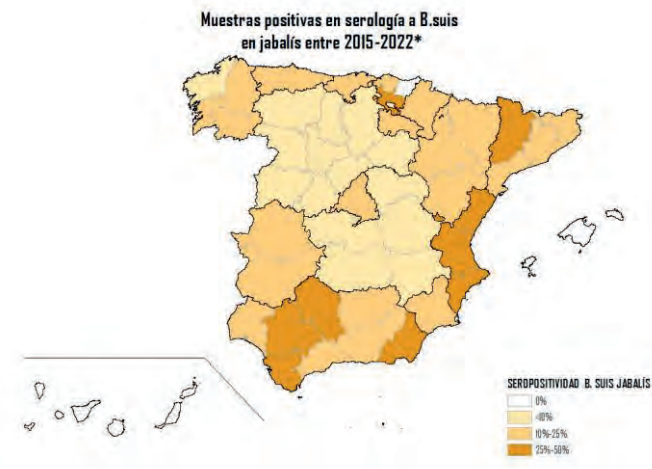 Muestras positivas en serología a B.suis
en jabalís entre 2015-2022*
SEROPOSITIVIDAD B. SUIS JABALÍS
0%
<10%
10%-25%
25%-50%